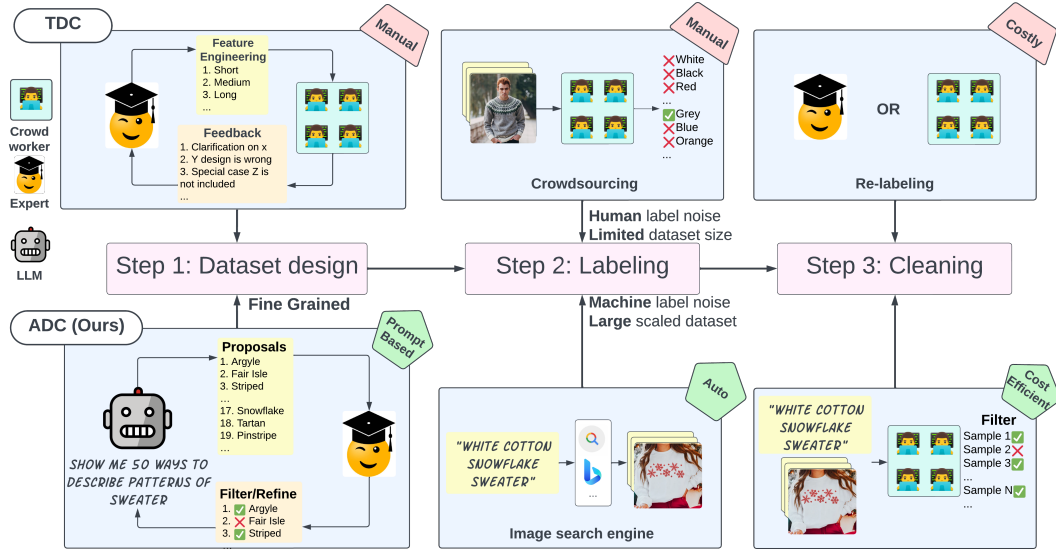 TDC
Manual
Feature
Engineering
1. Short
2. Medium
3. Long
...
Feedback
1. Clarification on x
2. Y design is wrong
3. Special case Z is
not included
...
Crowd
worker
Expert
LLM
Manual
White
Black
Red
...
Grey
Blue
Orange
...
Crowdsourcing
Costly
OR
Re-labeling
Human label noise
Limited dataset size
Step 1: Dataset design
Step 2: Labeling
Step 3: Cleaning
Fine Grained
Machine label noise
Large scaled dataset
ADC (Ours)
Prompt
Based
Proposals
1. Argyle
2. Fair Isle
3. Striped
...
17. Snowflake
18. Tartan
19. Pinstripe
...
SHOW ME 50 WAYS TO
DESCRIBE PATTERNS OF
SWEATER
Filter/Refine
1. Argyle
2. Fair Isle
3. Striped
...
Auto
"WHITE COTTON
SNOWFLAKE
SWEATER"
...
Image search engine
Cost
Efficient
"WHITE COTTON
SNOWFLAKE
SWEATER"
Filter
Sample 1
Sample 2
Sample 3
...
Sample N
...